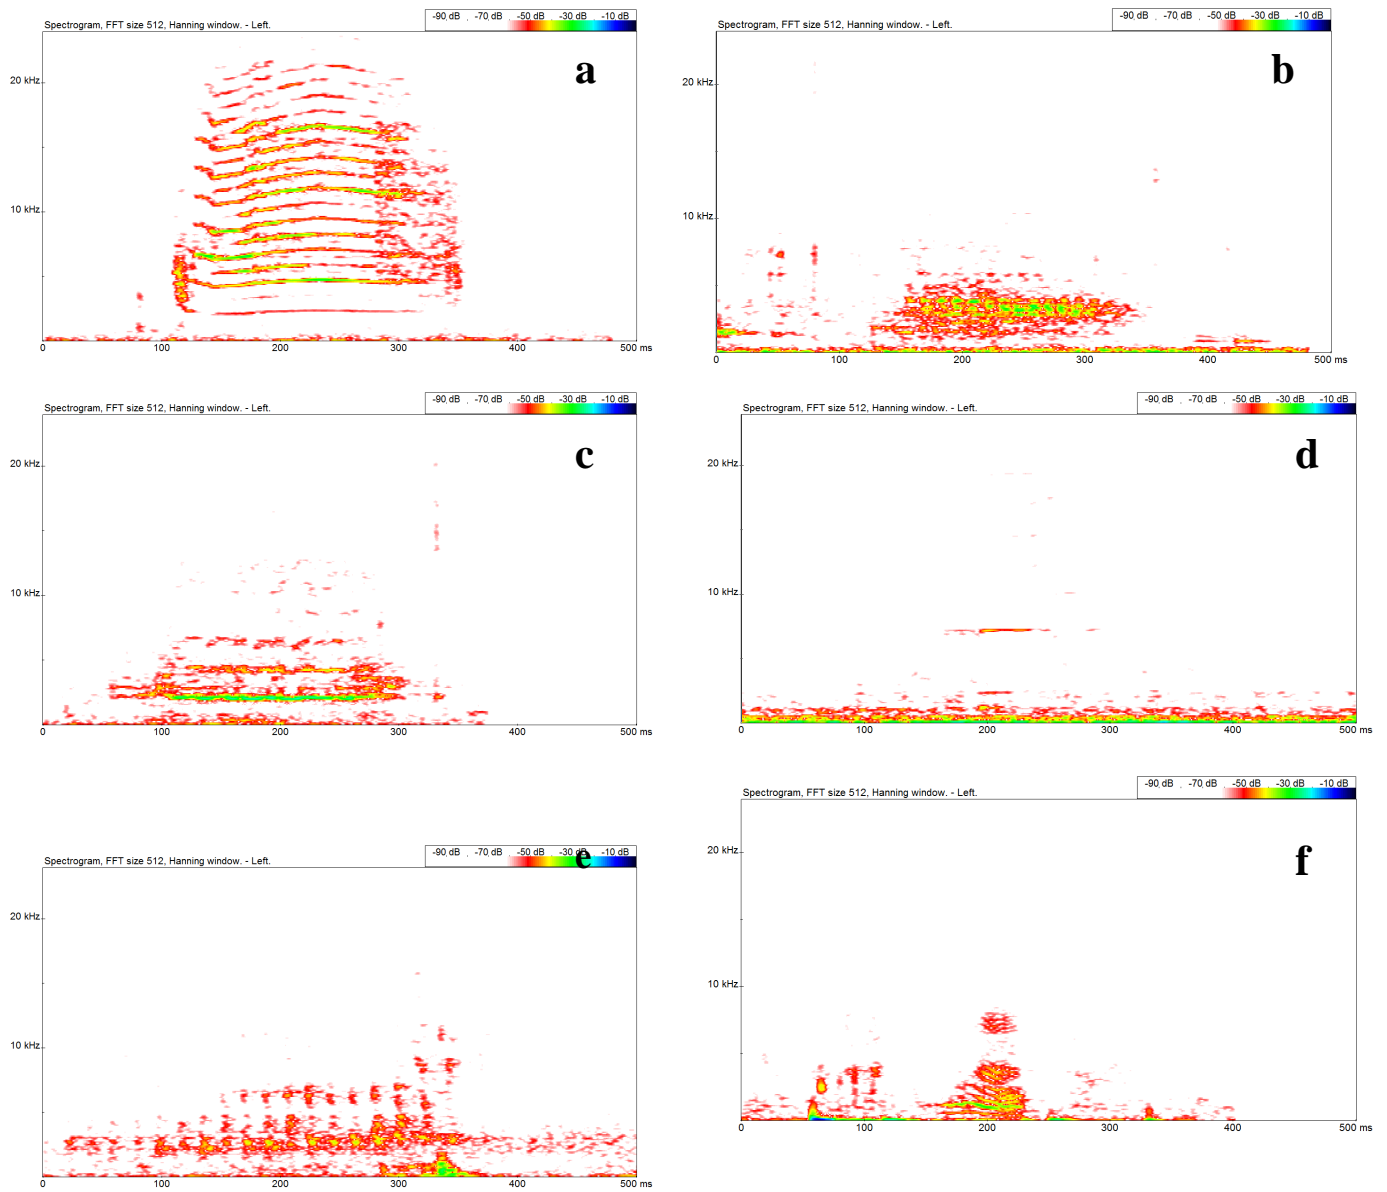 -90 dB . -70 dB -50 dB -30 dB -10 dB
Spectrogram, FFT size 512, Hanning window. - Left.
a
20 kHz
10 kHz
0 100 200 300 400 500 ms
-90 dB . -70 dB -50 dB -30 dB -10 dB
Spectrogram, FFT size 512, Hanning window. - Left.
b
20 kHz
10 kHz
0 100 200 300 400 500 ms
-90 dB . -70 dB -50 dB -30 dB -10 dB
Spectrogram, FFT size 512, Hanning window. - Left.
c
20 kHz
10 kHz
0 100 200 300 400 500 ms
-90 dB . -70 dB -50 dB -30 dB -10 dB
Spectrogram, FFT size 512, Hanning window. - Left.
d
20 kHz
10 kHz
0 100 200 300 400 500 ms
-90 dB . -70 dB -50 dB -30 dB -10 dB
Spectrogram, FFT size 512, Hanning window. - Left.
e
20 kHz
10 kHz
0 100 200 300 400 500 ms
-90 dB . -70 dB -50 dB -30 dB -10 dB
Spectrogram, FFT size 512, Hanning window. - Left.
f
20 kHz
10 kHz
0 100 200 300 400 500 ms